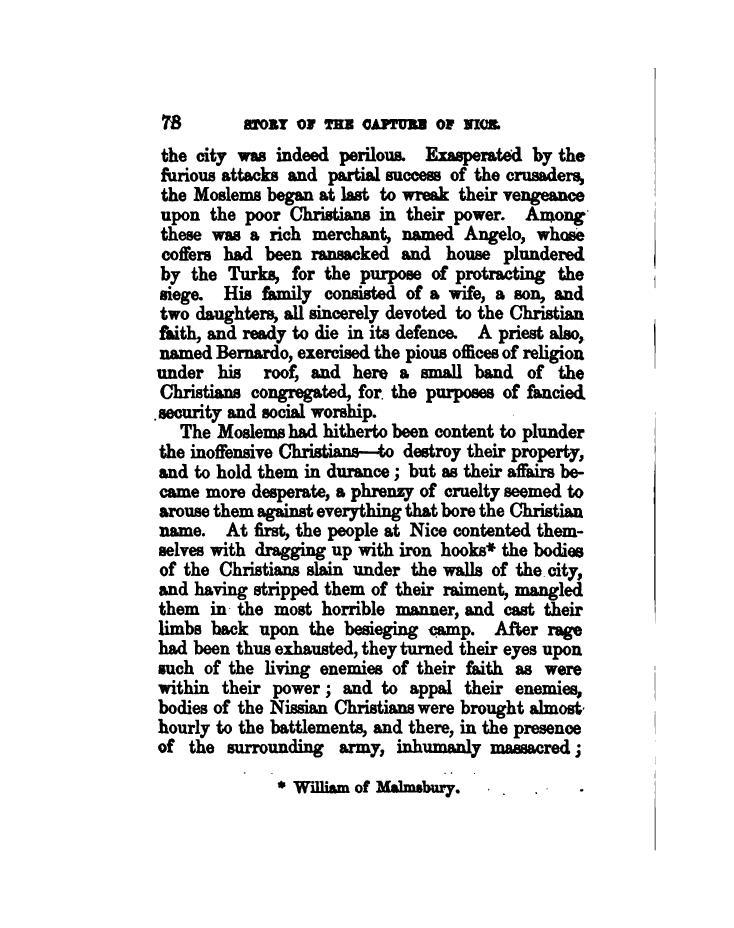 78 STORY OF THE CAPTURE OF NICE.
the city was indeed perilous. Exasperated by the
furious attacks and partial success of the crusaders,
the Moslems began at last to wreak their vengeance
upon the poor Christians in their power. Among
these was a rich merchant, named Angelo, whose
coffers had been ransacked and house plundered
by the Turks, for the purpose of protracting the
siege. His family consisted of a wife, a son, and
two daughters, all sincerely devoted to the Christian
faith, and ready to die in its defence. A priest also,
named Bernardo, exercised the pious offices of religion
under his roof, and here a small band of the
Christians congregated, for the purposes of fancied
security and social worship.
The Moslems had hitherto been content to plunder
the inoffensive Christians—to destroy their property,
and to hold them in durance; but as their affairs be-
came more desperate, a phrenzy of cruelty seemed to
arouse them against everything that bore the Christian
name. At first, the people at Nice contented them-
selves with dragging up with iron hooks* the bodies
of the Christians slain under the walls of the city,
and having stripped them of their raiment, mangled
them in the most horrible manner, and cast their
limbs back upon the besieging camp. After rage
had been thus exhausted, they turned their eyes upon
such of the living enemies of their faith as were
within their power; and to appal their enemies,
bodies of the Nissian Christians were brought almost
hourly to the battlements, and there, in the presence
of the surrounding army, inhumanly massacred;
* William of Malmsbury.